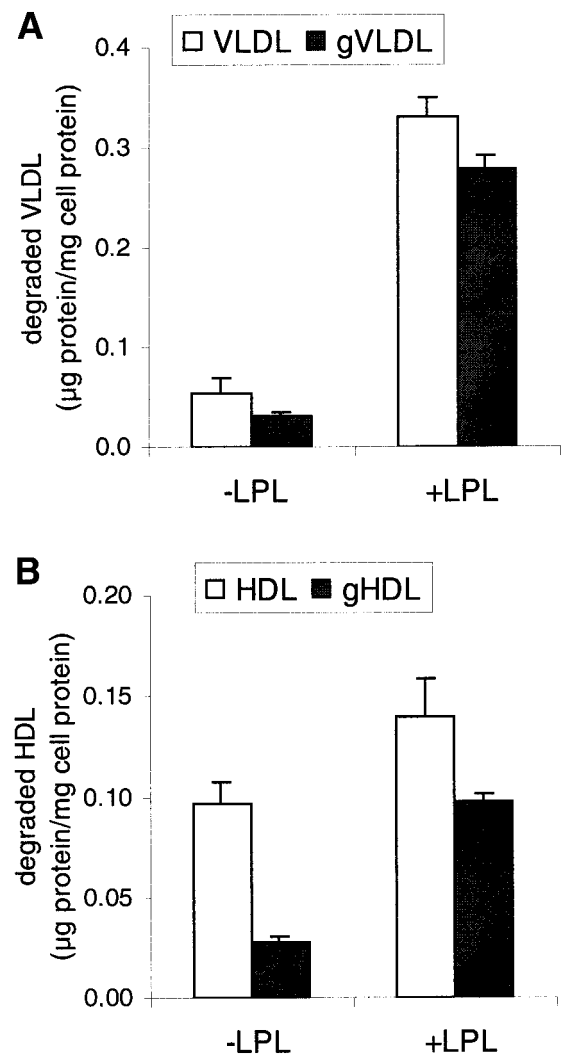 A
VLDL gVLDL
degraded VLDL
(µg protein/mg cell protein)
0.4
0.3
0.2
0.1
0.0
-LPL +LPL
B
HDL gHDL
degraded HDL
(µg protein/mg cell protein)
0.20
0.15
0.10
0.05
0.00
-LPL +LPL